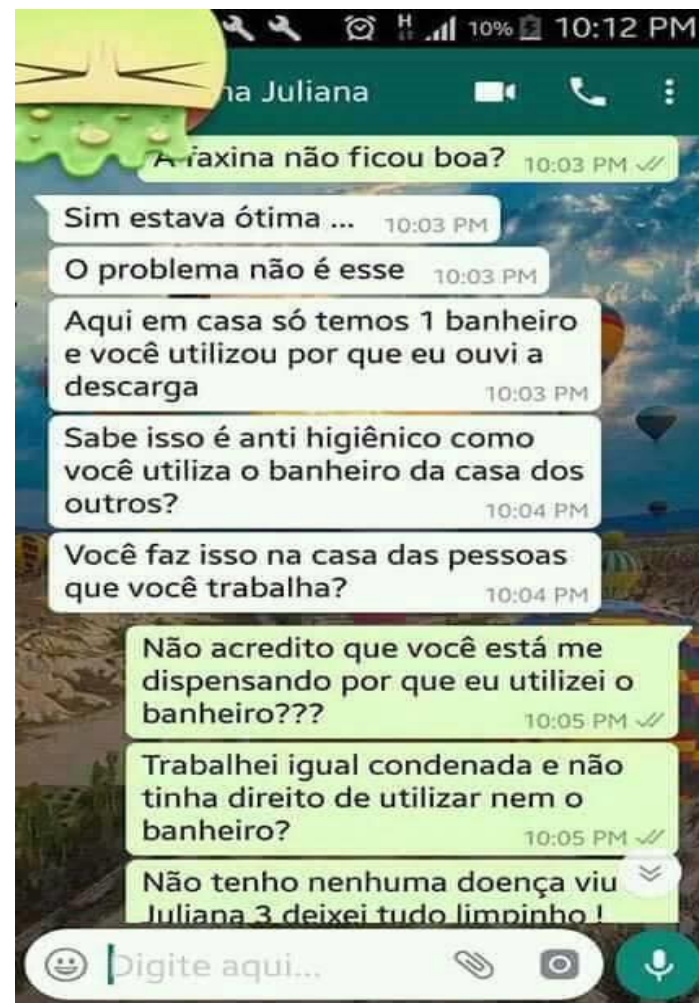 10% 10:12 PM
na Juliana
A faxina não ficou boa? 10:03 PM
Sim estava ótima ... 10:03 PM
O problema não é esse 10:03 PM
Aqui em casa só temos 1 banheiro
e você utilizou por que eu ouvi a
descarga 10:03 PM
Sabe isso é anti higiênico como
você utiliza o banheiro da casa dos
outros? 10:04 PM
Você faz isso na casa das pessoas
que você trabalha? 10:04 PM
Não acredito que você está me
dispensando por que eu utilizei o
banheiro??? 10:05 PM
Trabalhei igual condenada e não
tinha direito de utilizar nem o
banheiro? 10:05 PM
Não tenho nenhuma doença viu
Juliana 3 deixei tudo limpinho !
Digite aqui...